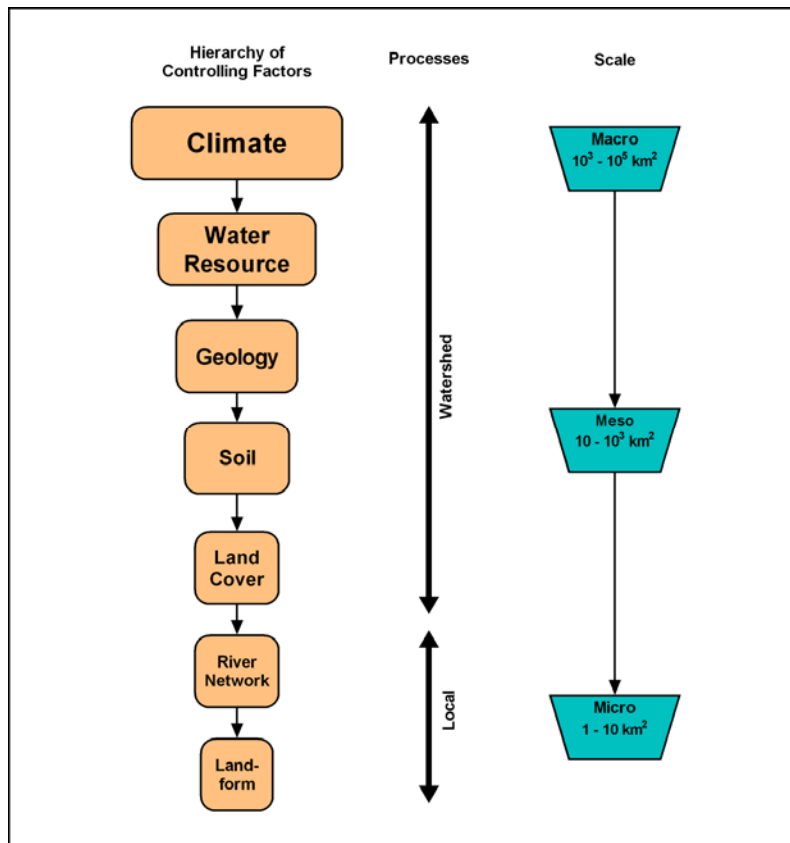 Hierarchy of
Controlling Factors
Processes
Scale
Climate
Water
Resource
Geology
Soil
Land
Cover
River
Network
Land-
form
Watershed
Local
Macro
10³ - 10⁵ km²
Meso
10 - 10³ km²
Micro
1 - 10 km²